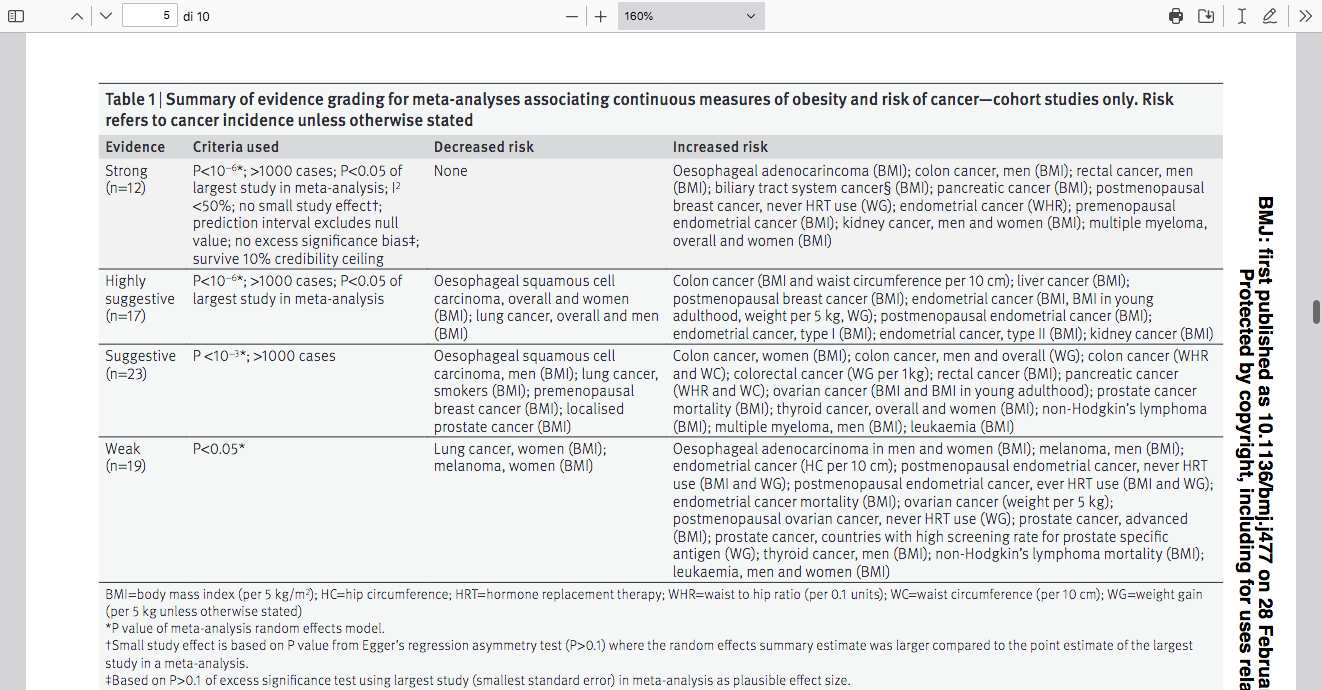 5 di 10
160%
Table 1 | Summary of evidence grading for meta-analyses associating continuous measures of obesity and risk of cancer—cohort studies only. Risk
refers to cancer incidence unless otherwise stated
Evidence Criteria used Decreased risk Increased risk
Strong
(n=12)
P<10⁻⁶*; >1000 cases; P<0.05 of
largest study in meta-analysis; I²
<50%; no small study effect†;
prediction interval excludes null
value; no excess significance bias‡;
survive 10% credibility ceiling
None
Oesophageal adenocarcinoma (BMI); colon cancer, men (BMI); rectal cancer, men
(BMI); biliary tract system cancer§ (BMI); pancreatic cancer (BMI); postmenopausal
breast cancer, never HRT use (WG); endometrial cancer (WHR); premenopausal
endometrial cancer (BMI); kidney cancer, men and women (BMI); multiple myeloma,
overall and women (BMI)
Highly
suggestive
(n=17)
P<10⁻⁶*; >1000 cases; P<0.05 of
largest study in meta-analysis
Oesophageal squamous cell
carcinoma, overall and women
(BMI); lung cancer, overall and men
(BMI)
Colon cancer (BMI and waist circumference per 10 cm); liver cancer (BMI);
postmenopausal breast cancer (BMI); endometrial cancer (BMI, BMI in young
adulthood, weight per 5 kg, WG); postmenopausal endometrial cancer (BMI);
endometrial cancer, type I (BMI); endometrial cancer, type II (BMI); kidney cancer (BMI)
Suggestive
(n=23)
P <10⁻³*; >1000 cases
Oesophageal squamous cell
carcinoma, men (BMI); lung cancer,
smokers (BMI); premenopausal
breast cancer (BMI); localised
prostate cancer (BMI)
Colon cancer, women (BMI); colon cancer, men and overall (WG); colon cancer (WHR
and WC); colorectal cancer (WG per 1kg); rectal cancer (BMI); pancreatic cancer
(WHR and WC); ovarian cancer (BMI and BMI in young adulthood); prostate cancer
mortality (BMI); thyroid cancer, overall and women (BMI); non-Hodgkin's lymphoma
(BMI); multiple myeloma, men (BMI); leukaemia (BMI)
Weak
(n=19)
P<0.05*
Lung cancer, women (BMI);
melanoma, women (BMI)
Oesophageal adenocarcinoma in men and women (BMI); melanoma, men (BMI);
endometrial cancer (HC per 10 cm); postmenopausal endometrial cancer, never HRT
use (BMI and WG); postmenopausal endometrial cancer, ever HRT use (BMI and WG);
endometrial cancer mortality (BMI); ovarian cancer (weight per 5 kg);
postmenopausal ovarian cancer, never HRT use (WG); prostate cancer, advanced
(BMI); prostate cancer, countries with high screening rate for prostate specific
antigen (WG); thyroid cancer, men (BMI); non-Hodgkin's lymphoma mortality (BMI);
leukaemia, men and women (BMI)
BMI=body mass index (per 5 kg/m²); HC=hip circumference; HRT=hormone replacement therapy; WHR=waist to hip ratio (per 0.1 units); WC=waist circumference (per 10 cm); WG=weight gain
(per 5 kg unless otherwise stated)
*P value of meta-analysis random effects model.
†Small study effect is based on P value from Egger's regression asymmetry test (P>0.1) where the random effects summary estimate was larger compared to the point estimate of the largest
study in a meta-analysis.
‡Based on P>0.1 of excess significance test using largest study (smallest standard error) in meta-analysis as plausible effect size.
BMJ: first published as 10.1136/bmj.j477 on 28 Februa
Protected by copyright, including for uses rela